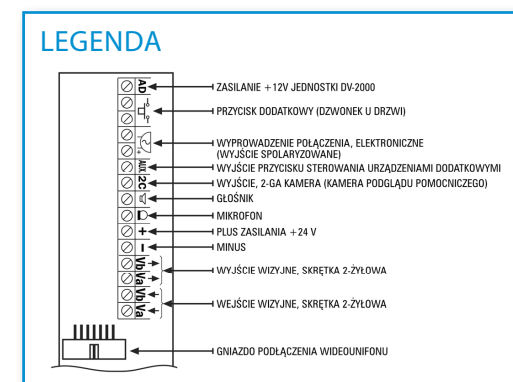 LEGENDA
AD ZASILANIE +12V JEDNOSTKI DV-2000
PRZYCISK DODATKOWY (DZWONEK U DRZWI)
- + WYPROWADZENIE POŁĄCZENIA, ELEKTRONICZNE
(WYJŚCIE SPOLARYZOWANE)
AUX WYJŚCIE PRZYCISKU STEROWANIA URZĄDZENIAMI DODATKOWYMI
2C WYJŚCIE, 2-GA KAMERA (KAMERA PODGLĄDU POMOCNICZEGO)
GŁOŚNIK
MIKROFON
+ PLUS ZASILANIA +24 V
- MINUS
Vb
WYJŚCIE WIZYJNE, SKRĘTKA 2-ŻYŁOWA
Va
Vb
WEJŚCIE WIZYJNE, SKRĘTKA 2-ŻYŁOWA
Va
GNIAZDO PODŁĄCZENIA WIDEOUNIFONU